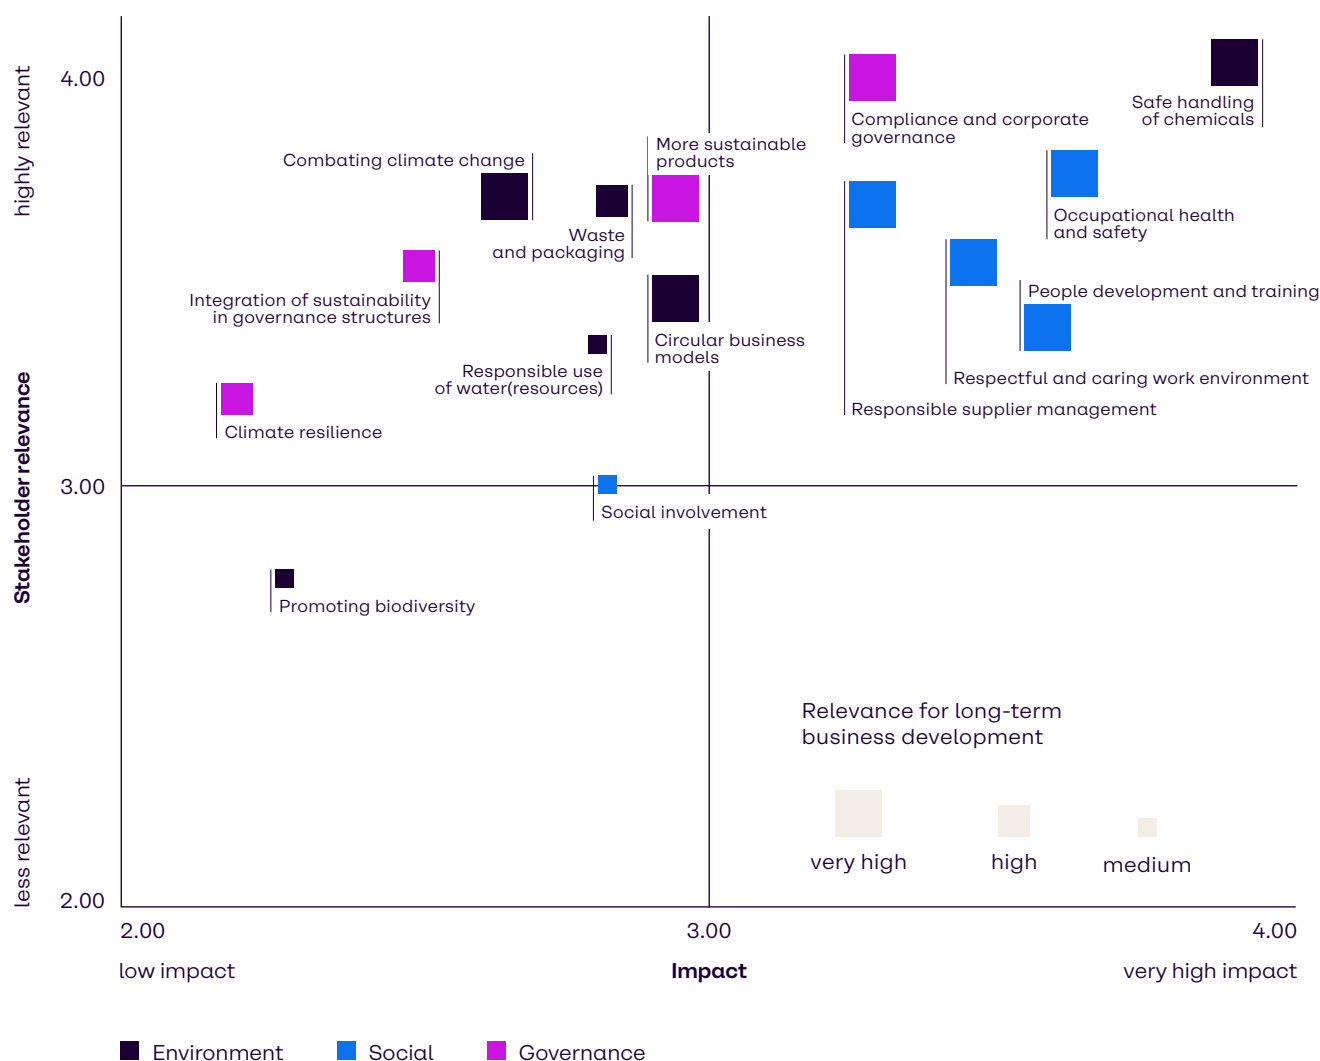 highly relevant
Stakeholder relevance
less relevant
4.00
3.00
2.00
Safe handling
of chemicals
Compliance and corporate
governance
More sustainable
products
Combating climate change
Occupational health
and safety
Waste
and packaging
People development and training
Integration of sustainability
in governance structures
Circular business
models
Responsible use
of water(resources)
Respectful and caring work environment
Responsible supplier management
Climate resilience
Social involvement
Promoting biodiversity
Relevance for long-term
business development
very high
high
medium
2.00
3.00
4.00
low impact
Impact
very high impact
Environment
Social
Governance